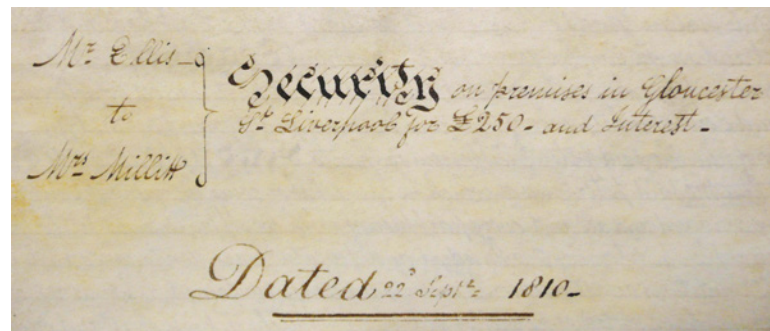 Mr. Ellis
to
Mrs Millitt
Security on premises in Gloucester
St. Liverpool for £250 - and Interest -
Dated 22d Septr. 1810 -